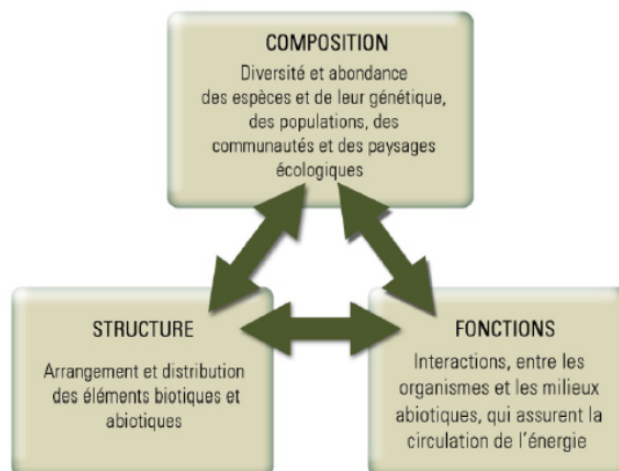 COMPOSITION
Diversité et abondance
des espèces et de leur génétique,
des populations, des
communautés et des paysages
écologiques
STRUCTURE
Arrangement et distribution
des éléments biotiques et
abiotiques
FONCTIONS
Interactions, entre les
organismes et les milieux
abiotiques, qui assurent la
circulation de l'énergie